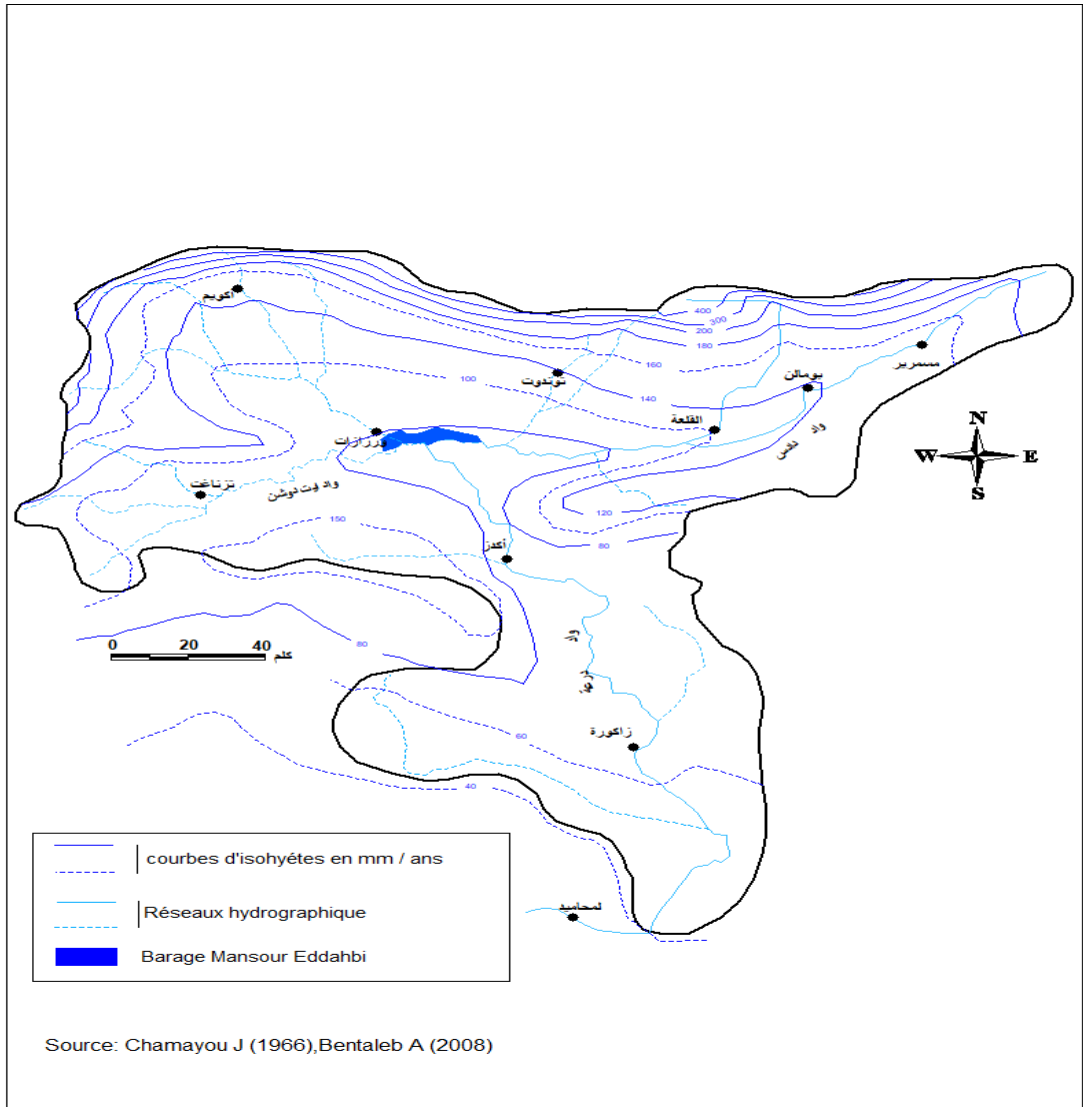 اكويم
400
300
200
180
مسمرير
160
توندوت
100
بومالن
140
القلعة
ورزازات
واد دادس
N
W
E
S
تزناغت
واد ايت دوشن
120
150
80
أكدز
0 20 40
كلم
80
واد
درعة
60
زاكورة
40
courbes d'isohyétes en mm / ans
Réseaux hydrographique
لمحاميد
Barage Mansour Eddahbi
Source: Chamayou J (1966),Bentaleb A (2008)